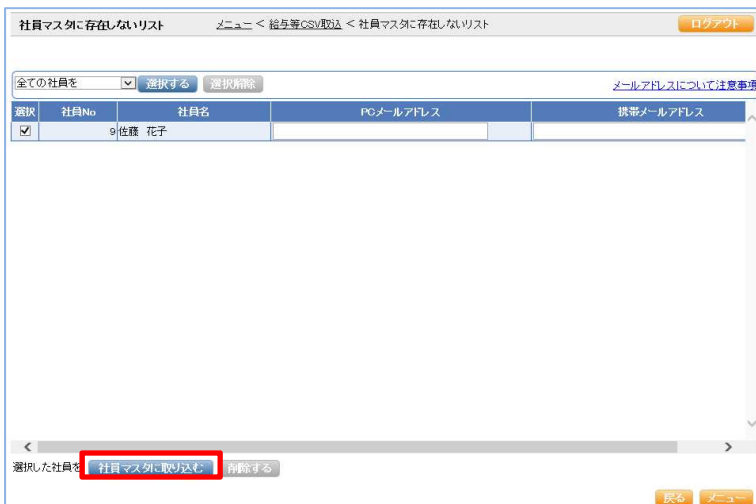 社員マスタに存在しないリスト メニュー < 給与等CSV取込 < 社員マスタに存在しないリスト ログアウト
全ての社員を 選択する 選択解除 メールアドレスについて注意事項
選択 社員No 社員名 PCメールアドレス 携帯メールアドレス
9 佐藤 花子
選択した社員を 社員マスタに取り込む 削除する
戻る メニュー